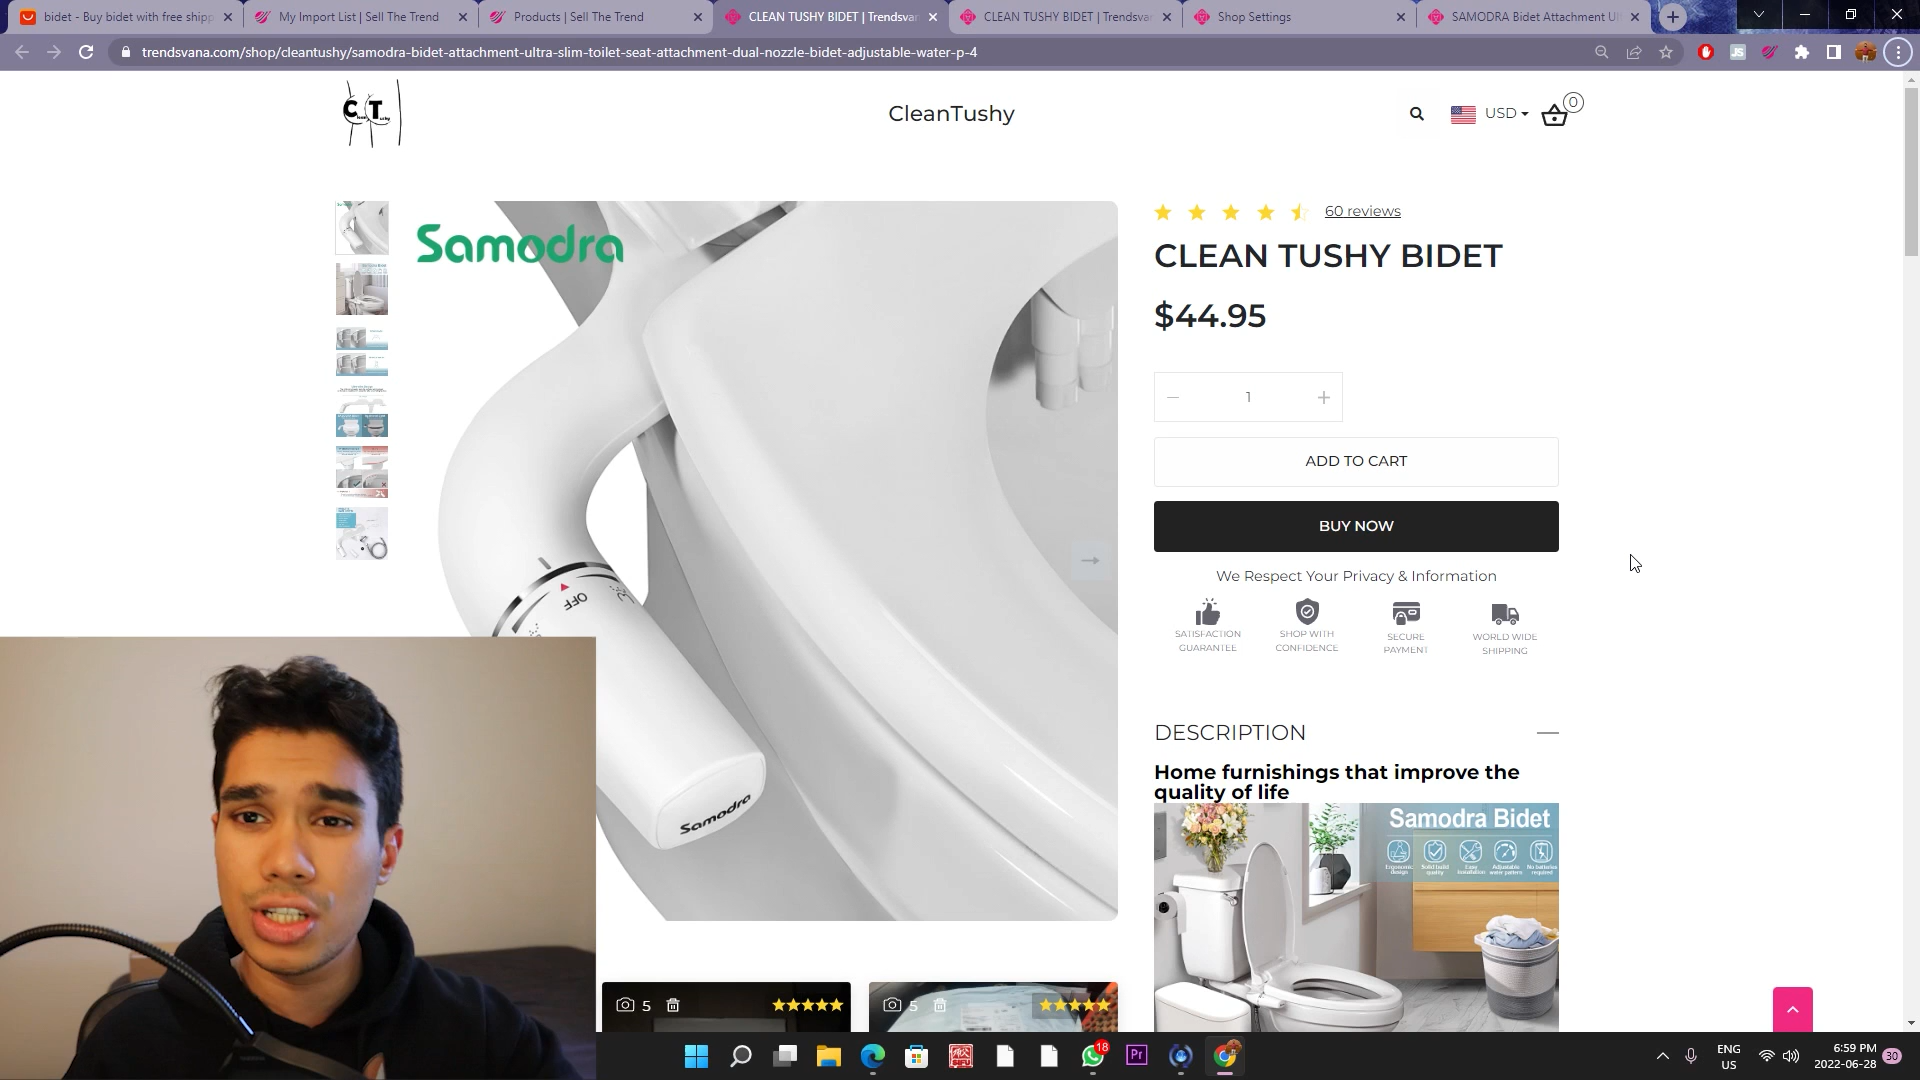 bidet - Buy bidet with free shipp
My Import List | Sell The Trend
Products | Sell The Trend
CLEAN TUSHY BIDET | Trendsvan
CLEAN TUSHY BIDET | Trendsvan
Shop Settings
SAMODRA Bidet Attachment Ul
trendsvana.com/shop/cleantushy/samodra-bidet-attachment-ultra-slim-toilet-seat-attachment-dual-nozzle-bidet-adjustable-water-p-4
CleanTushy
USD
0
Samodra
60 reviews
CLEAN TUSHY BIDET
$44.95
1
ADD TO CART
BUY NOW
We Respect Your Privacy & Information
SATISFACTION GUARANTEE
SHOP WITH CONFIDENCE
SECURE PAYMENT
WORLD WIDE SHIPPING
OFF
Samodra
DESCRIPTION
Home furnishings that improve the
quality of life
Samodra Bidet
5
5
18
Pr
ENG
US
6:59 PM
2022-06-28
30